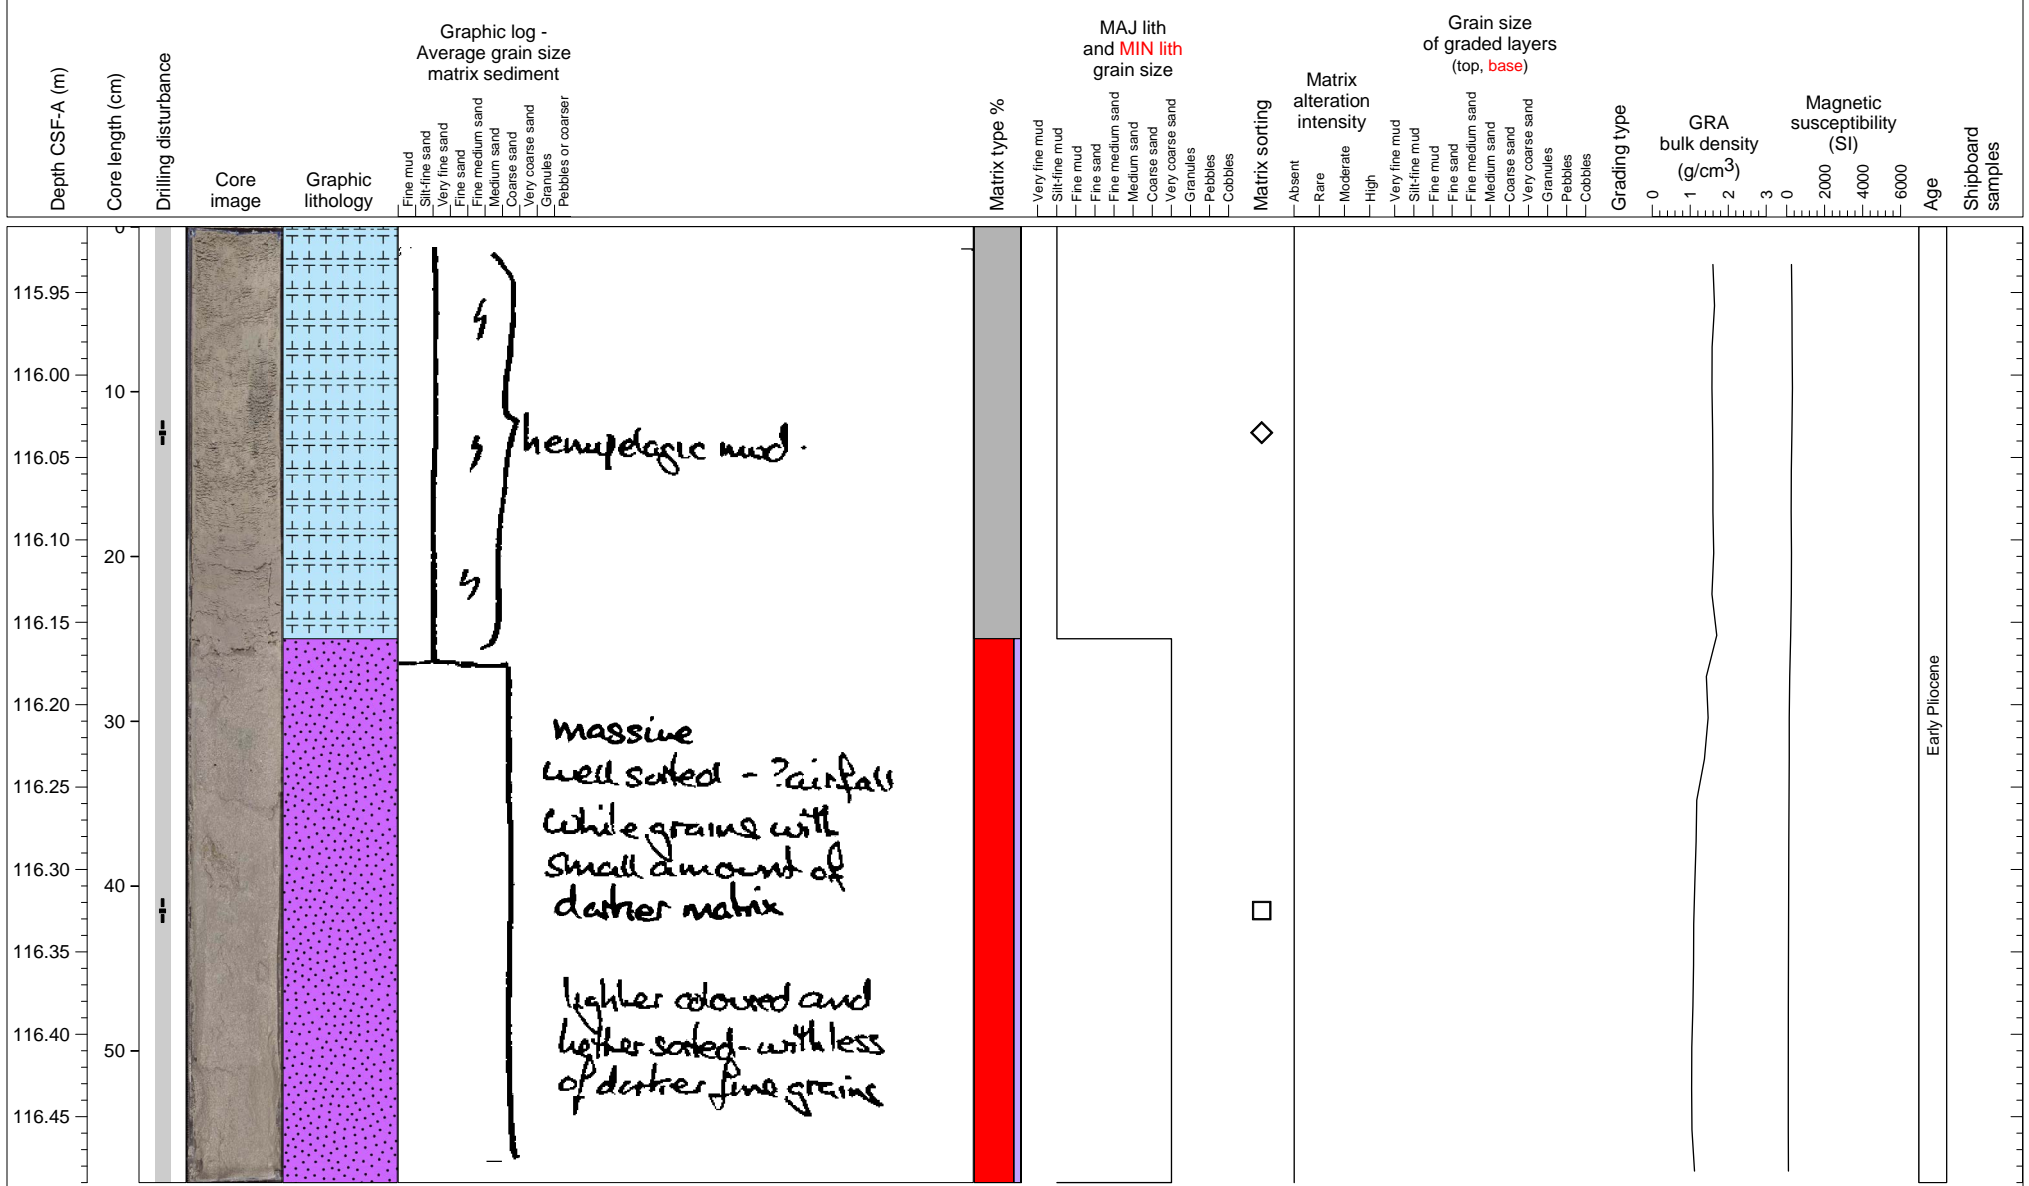 Depth CSF-A (m)
Core length (cm)
Drilling disturbance
Core
image
Graphic
lithology
Graphic log -
Average grain size
matrix sediment
Fine mud
Silt-fine sand
Very fine sand
Fine sand
Fine medium sand
Medium sand
Coarse sand
Very coarse sand
Granules
Pebbles or coarser
Matrix type %
MAJ lith
and MIN lith
grain size
Very fine mud
Silt-fine mud
Fine mud
Fine sand
Fine medium sand
Medium sand
Coarse sand
Very coarse sand
Granules
Pebbles
Cobbles
Matrix sorting
Matrix
alteration
intensity
Absent
Rare
Moderate
High
Grain size
of graded layers
(top, base)
Very fine mud
Silt-fine mud
Fine mud
Fine sand
Fine medium sand
Medium sand
Coarse sand
Very coarse sand
Granules
Pebbles
Cobbles
Grading type
GRA
bulk density
(g/cm3)
0 1 2 3
Magnetic
susceptibility
(SI)
0 2000 4000 6000
Age
Shipboard
samples
0
115.95
116.00
10
116.05
116.10
20
116.15
116.20
30
116.25
116.30
40
116.35
116.40
50
116.45
hemipelagic mud.
massive
well sorted - ?airfall
White grains with
small amount of
darker matrix
lighter coloured and
better sorted - with less
of darker fine grains
Early Pliocene